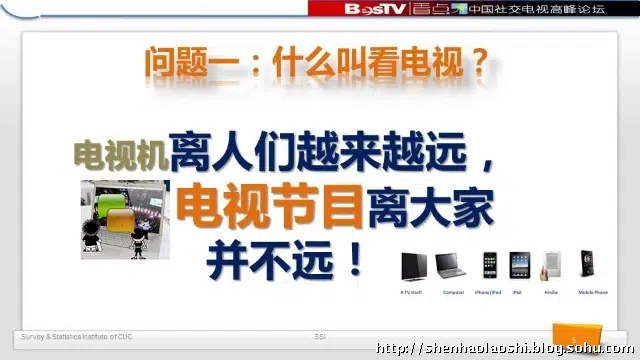 BesTV 看点 中国社交电视高峰论坛
问题一：什么叫看电视？
电视机离人们越来越远，
电视节目离大家
并不远！
A TV itself Computer iPhone/iPod iPad Kindle Mobile Phone
Survey & Statistics Institute of CUC SSI 5
http://shenhaolaoshi.blog.sohu.com